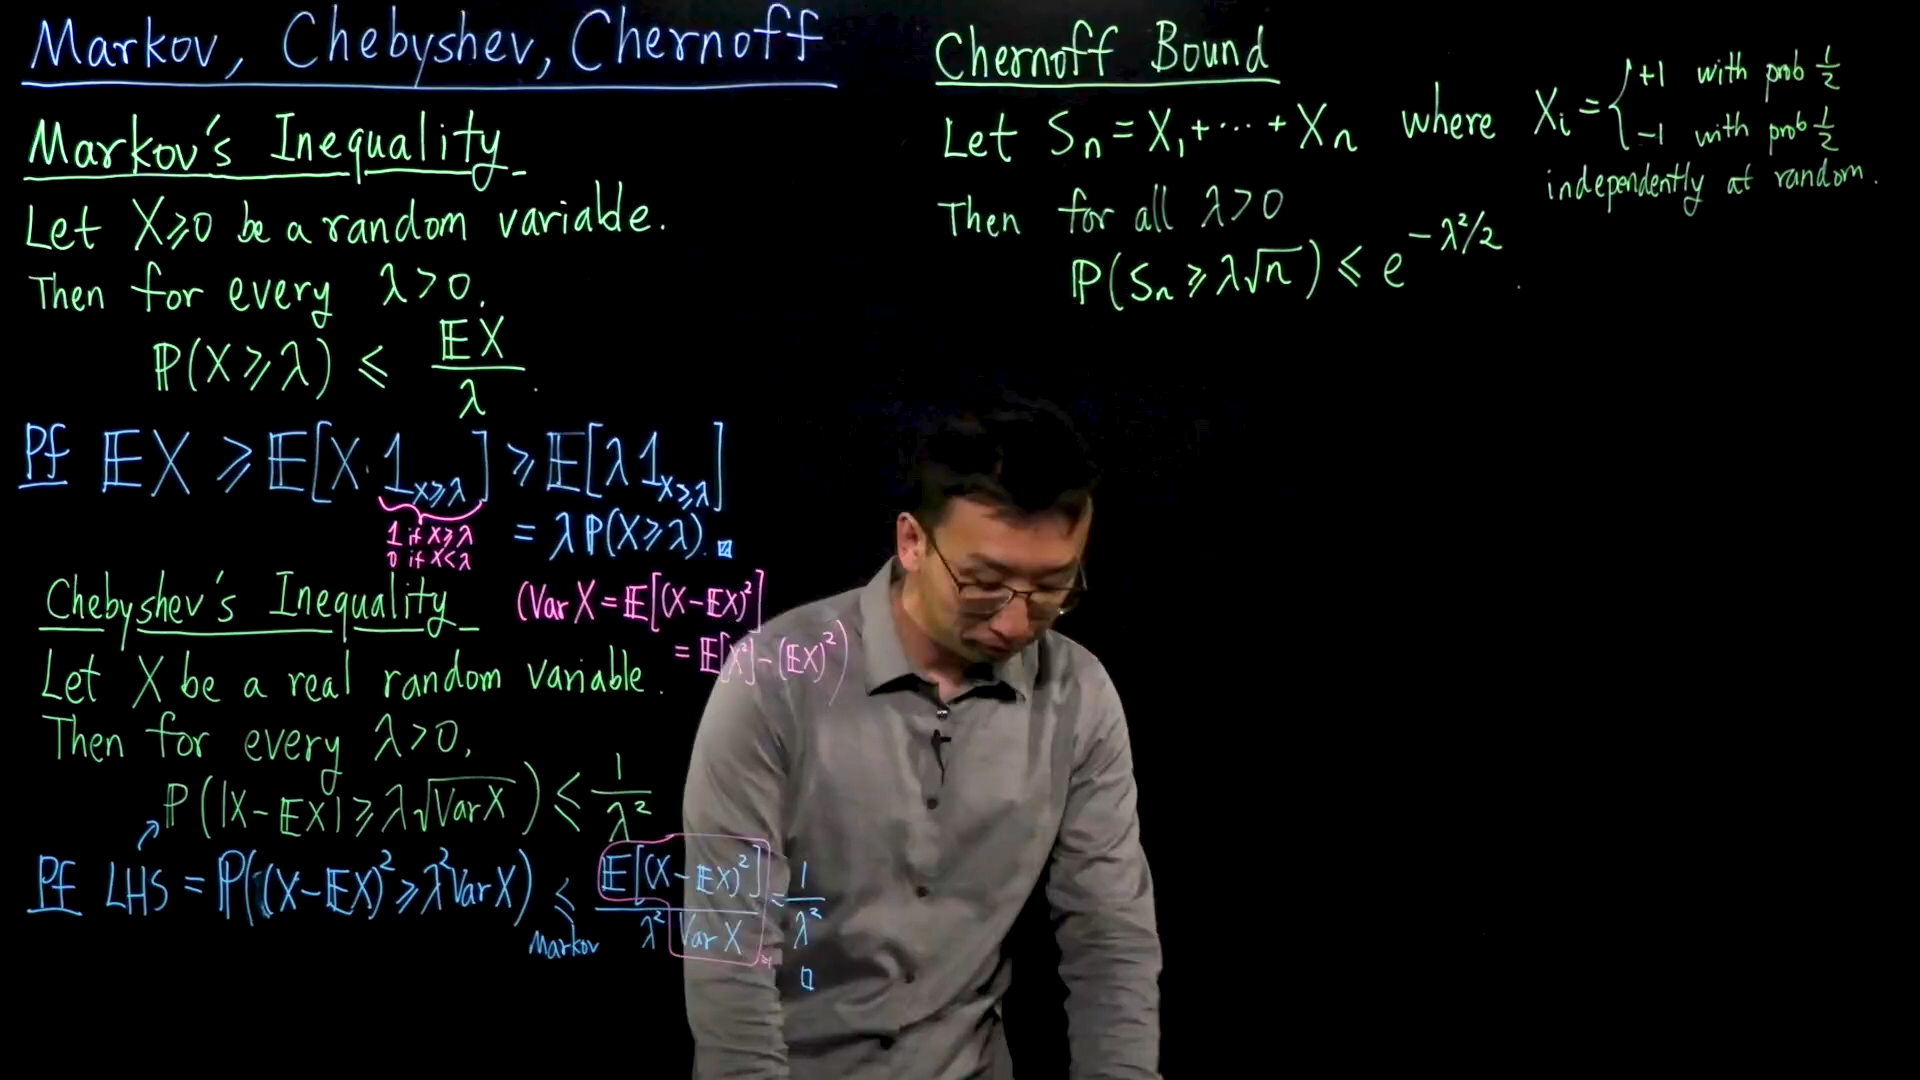 Markov, Chebyshev, Chernoff
Markov's Inequality
Let X⩾0 be a random variable.
Then for every λ>0,
ℙ(X⩾λ) ⩽ 𝔼X/λ.
Pf 𝔼X ⩾ 𝔼[X·1_{X⩾λ}] ⩾ 𝔼[λ1_{X⩾λ}]
1 if X⩾λ
0 if X<λ
= λℙ(X⩾λ). ☐
Chebyshev's Inequality
(Var X = 𝔼[(X-𝔼X)²]
= 𝔼[X²]-(𝔼X)²)
Let X be a real random variable.
Then for every λ>0,
ℙ(|X-𝔼X|⩾λ√Var X) ⩽ 1/λ²
Pf LHS = ℙ((X-𝔼X)²⩾λ²Var X) ⩽ 𝔼[(X-𝔼X)²]/λ² Var X = 1/λ²
Markov
☐
Chernoff Bound
Let Sₙ = X₁+⋯+Xₙ where Xᵢ = { +1 with prob 1/2
-1 with prob 1/2
independently at random.
Then for all λ>0
ℙ(Sₙ⩾λ√n) ⩽ e^{-λ²/2}.